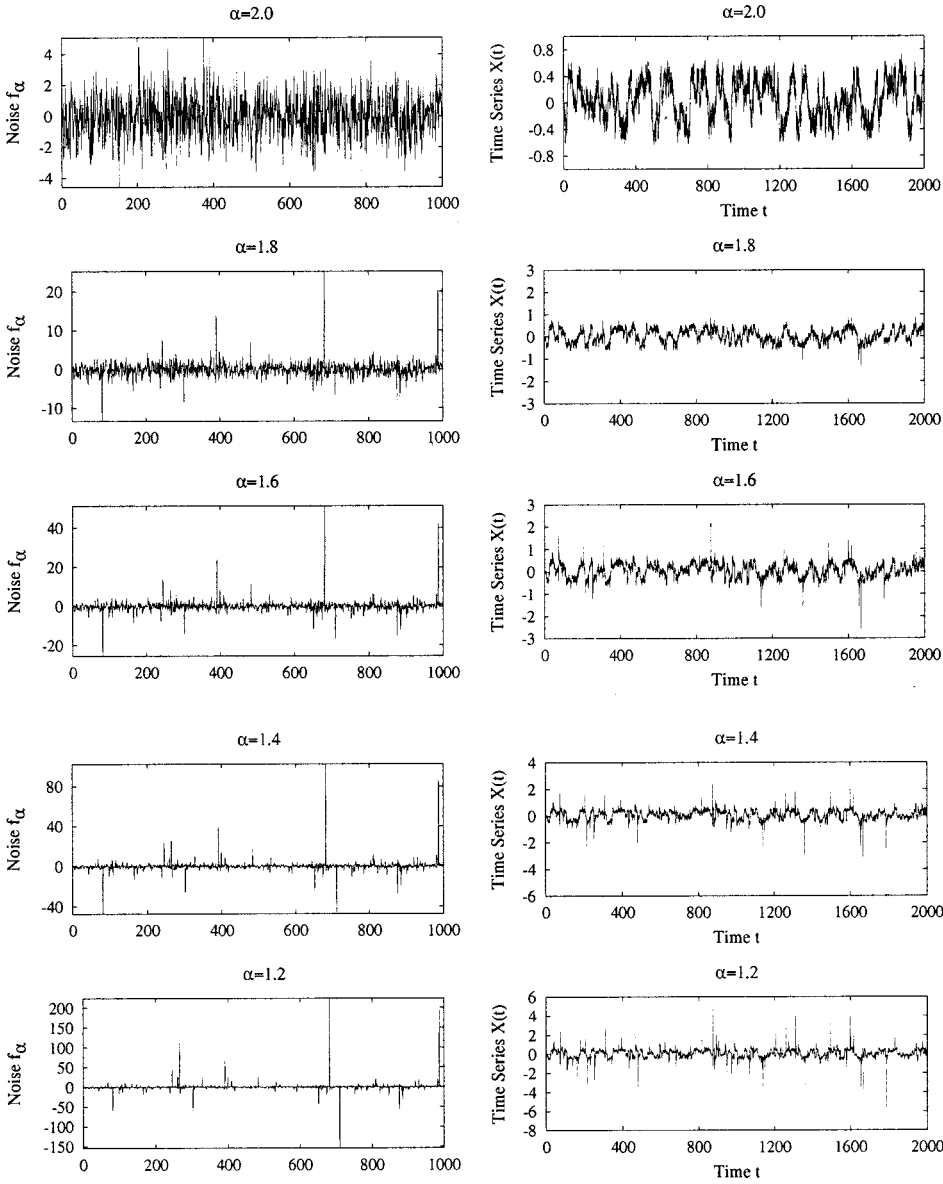 α=2.0
Noise fα
4
2
0
-2
-4
0 200 400 600 800 1000
α=2.0
Time Series X(t)
0.8
0.4
0
-0.4
-0.8
0 400 800 1200 1600 2000
Time t
α=1.8
Noise fα
20
10
0
-10
0 200 400 600 800 1000
α=1.8
Time Series X(t)
3
2
1
0
-1
-2
-3
0 400 800 1200 1600 2000
Time t
α=1.6
Noise fα
40
20
0
-20
0 200 400 600 800 1000
α=1.6
Time Series X(t)
3
2
1
0
-1
-2
-3
0 400 800 1200 1600 2000
Time t
α=1.4
Noise fα
80
40
0
-40
0 200 400 600 800 1000
α=1.4
Time Series X(t)
4
2
0
-2
-4
-6
0 400 800 1200 1600 2000
Time t
α=1.2
Noise fα
200
150
100
50
0
-50
-100
-150
0 200 400 600 800 1000
α=1.2
Time Series X(t)
6
4
2
0
-2
-4
-6
-8
0 400 800 1200 1600 2000
Time t